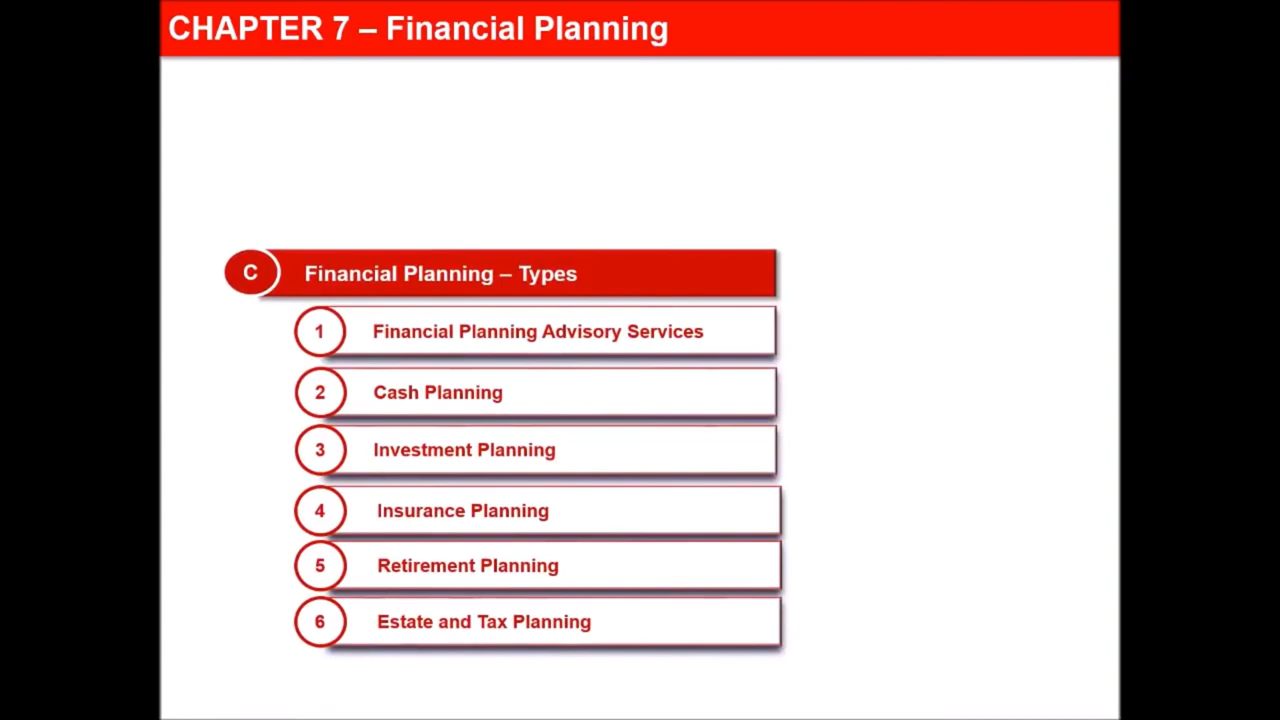 CHAPTER 7 – Financial Planning
C Financial Planning – Types
1 Financial Planning Advisory Services
2 Cash Planning
3 Investment Planning
4 Insurance Planning
5 Retirement Planning
6 Estate and Tax Planning